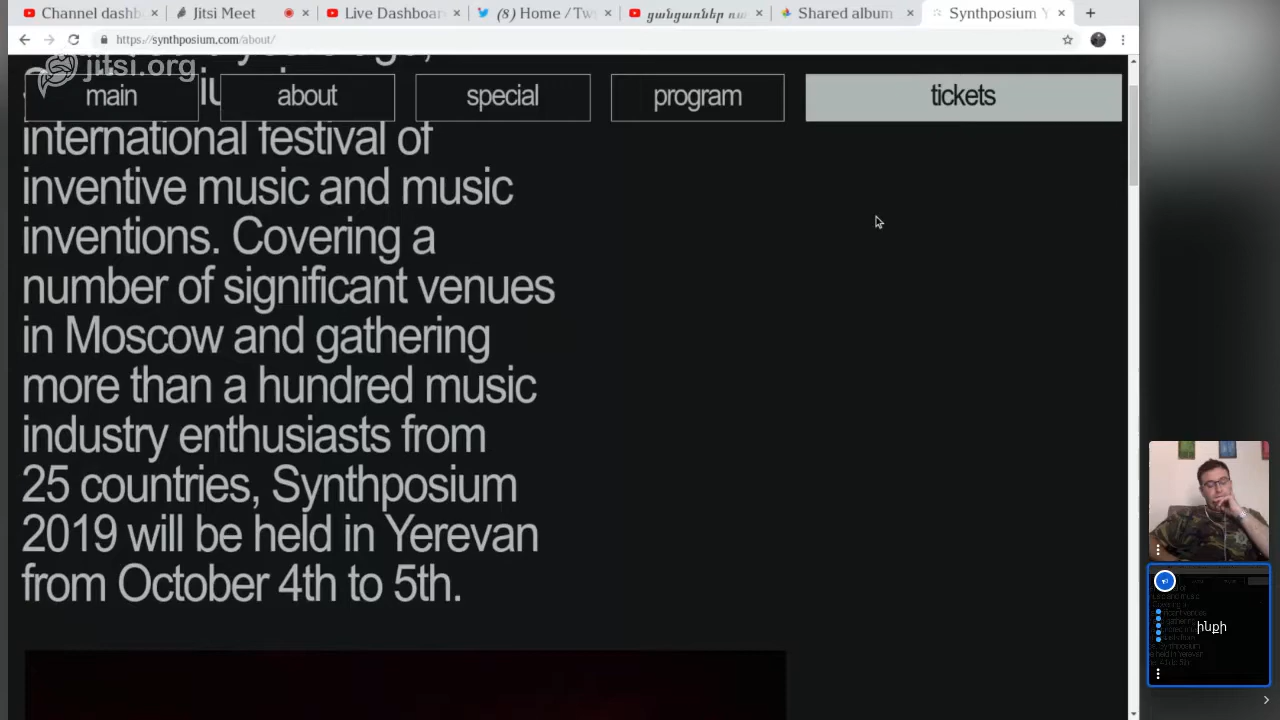 Channel dashb
Jitsi Meet
Live Dashboar
(8) Home / Tw
Shared album
Synthposium Y
https://synthposium.com/about/
jitsi.org
main
about
special
program
tickets
international festival of
inventive music and music
inventions. Covering a
number of significant venues
in Moscow and gathering
more than a hundred music
industry enthusiasts from
25 countries, Synthposium
2019 will be held in Yerevan
from October 4th to 5th.
ինքի